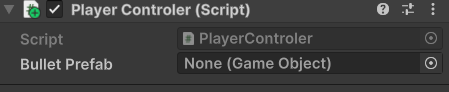 Player Controler (Script)
Script PlayerControler
Bullet Prefab None (Game Object)